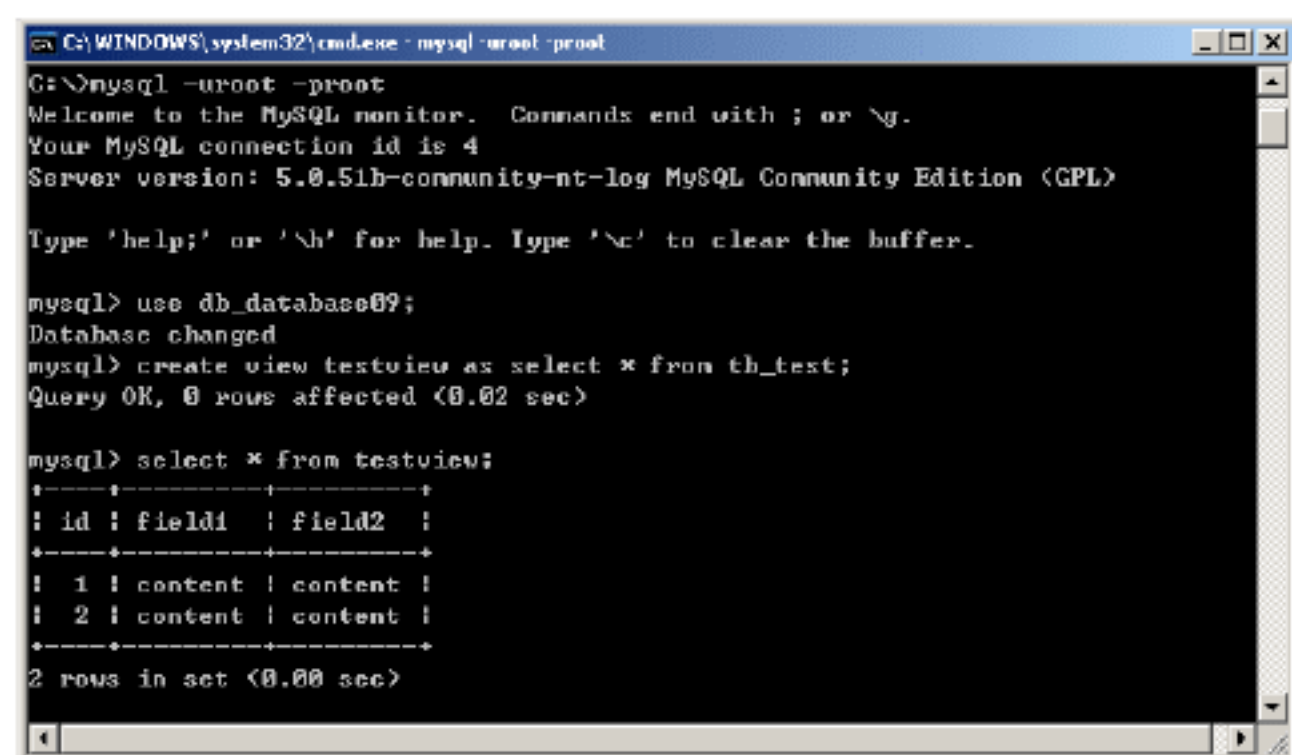 C:\WINDOWS\system32\cmd.exe - mysql -uroot -proot
C:\>mysql -uroot -proot
Welcome to the MySQL monitor.  Commands end with ; or \g.
Your MySQL connection id is 4
Server version: 5.0.51b-community-nt-log MySQL Community Edition (GPL)
Type 'help;' or '\h' for help. Type '\c' to clear the buffer.
mysql> use db_database09;
Database changed
mysql> create view testview as select * from tb_test;
Query OK, 0 rows affected (0.02 sec)
mysql> select * from testview;
+----+---------+---------+
| id | field1  | field2  |
+----+---------+---------+
|  1 | content | content |
|  2 | content | content |
+----+---------+---------+
2 rows in set (0.00 sec)